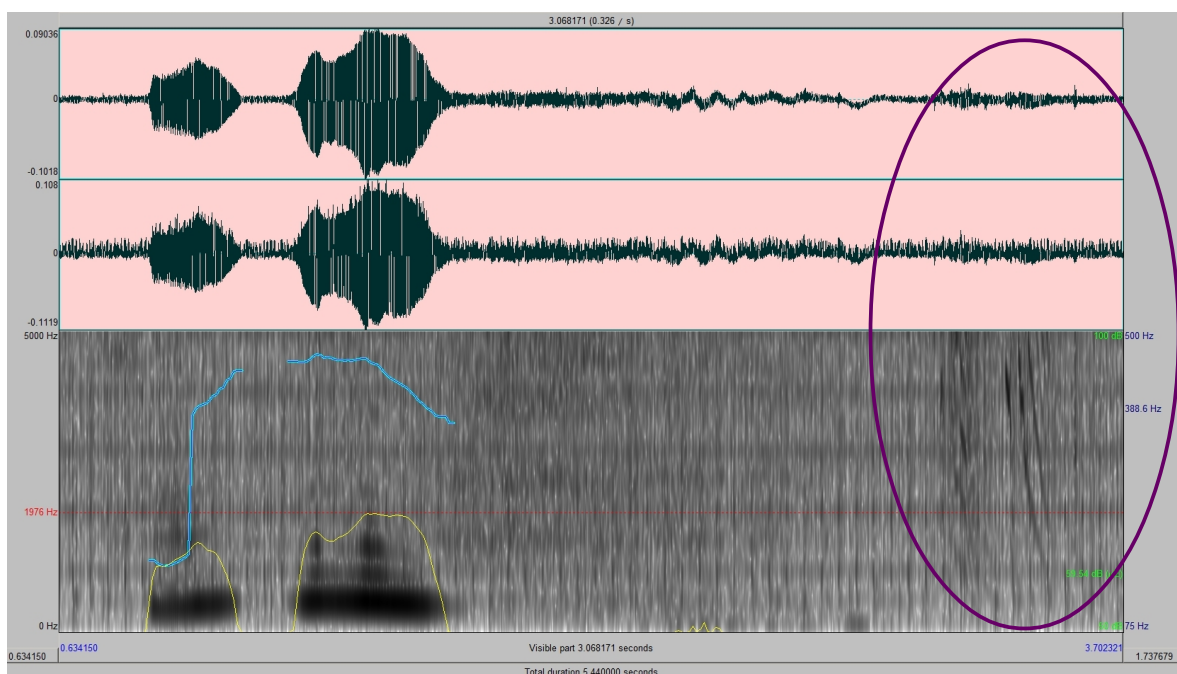 3.068171 (0.326 / s)
0.09036
0
-0.1018
0.108
0
-0.1119
5000 Hz
100 dB
500 Hz
388.6 Hz
1976 Hz
0 Hz
75 Hz
0.634150
Visible part 3.068171 seconds
3.702321
0.634150
1.737679
Total duration 5.440000 seconds